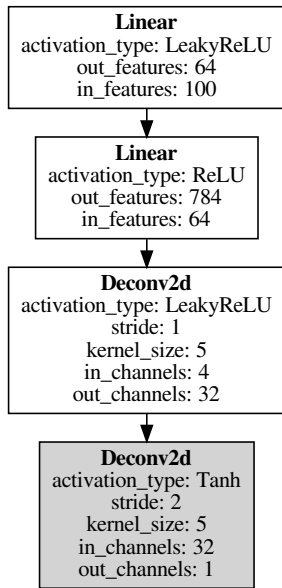 Linear
activation_type: LeakyReLU
out_features: 64
in_features: 100
Linear
activation_type: ReLU
out_features: 784
in_features: 64
Deconv2d
activation_type: LeakyReLU
stride: 1
kernel_size: 5
in_channels: 4
out_channels: 32
Deconv2d
activation_type: Tanh
stride: 2
kernel_size: 5
in_channels: 32
out_channels: 1